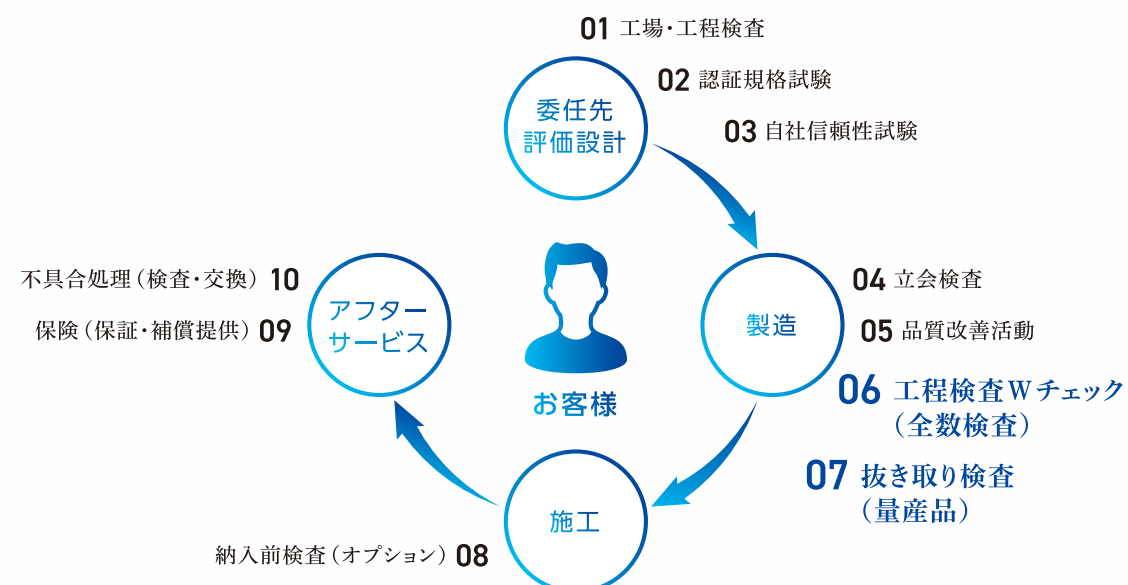 01 工場・工程検査
02 認証規格試験
03 自社信頼性試験
委任先
評価設計
04 立会検査
05 品質改善活動
06 工程検査Wチェック
（全数検査）
07 抜き取り検査
（量産品）
製造
お客様
施工
納入前検査（オプション） 08
保険（保証・補償提供） 09
不具合処理（検査・交換） 10
アフター
サービス